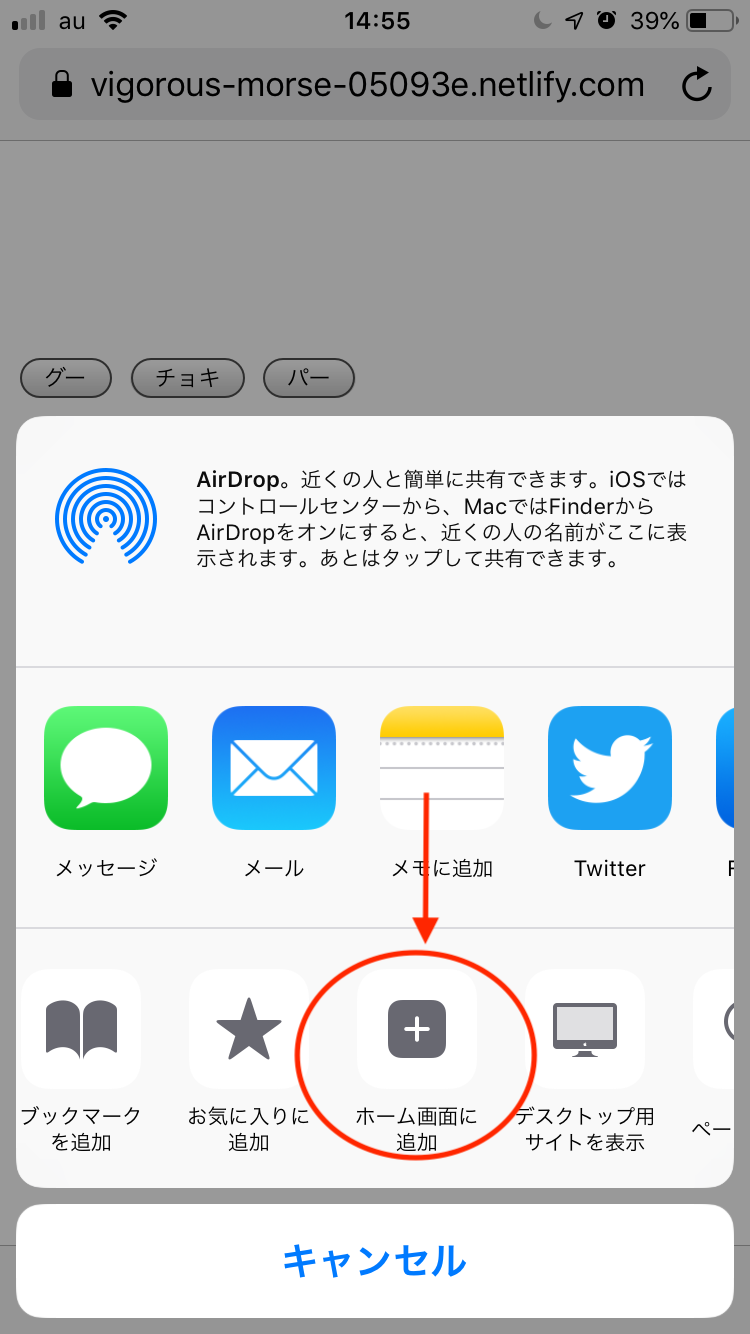 au 14:55 39%
vigorous-morse-05093e.netlify.com
グー チョキ パー
AirDrop。近くの人と簡単に共有できます。iOSでは
コントロールセンターから、MacではFinderから
AirDropをオンにすると、近くの人の名前がここに表
示されます。あとはタップして共有できます。
メッセージ メール メモに追加 Twitter
ブックマーク
を追加
お気に入りに
追加
ホーム画面に
追加
デスクトップ用
サイトを表示
ペー
キャンセル